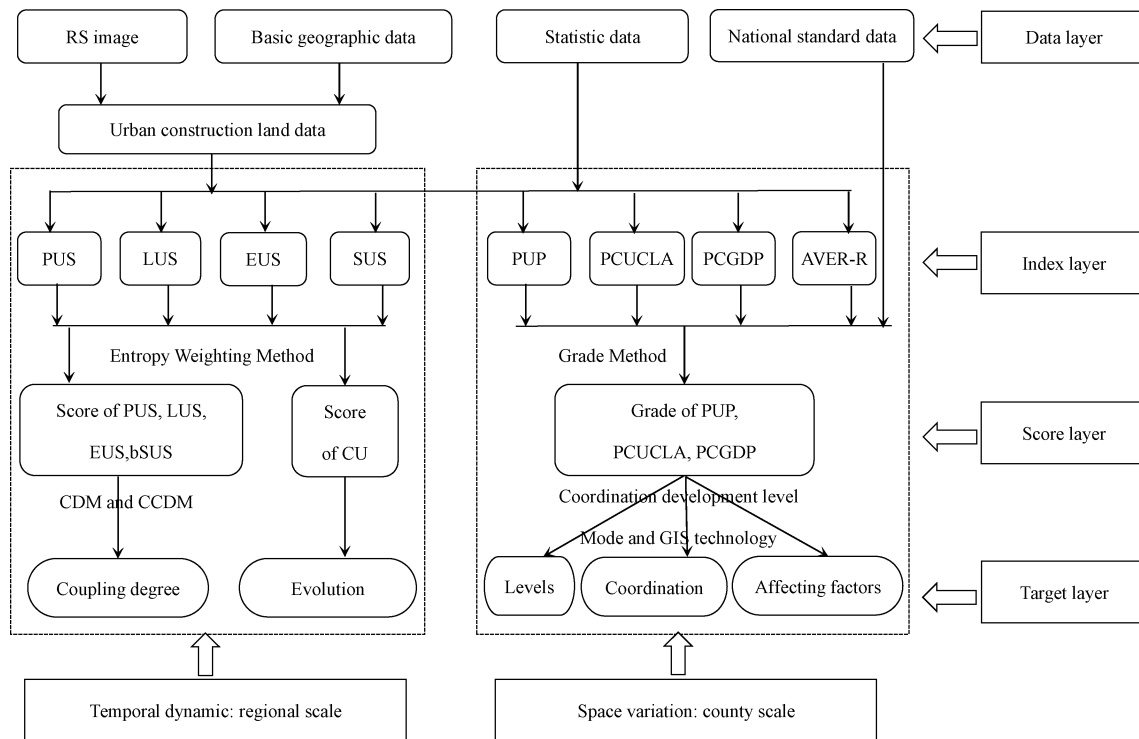 RS image
Basic geographic data
Statistic data
National standard data
Data layer
Urban construction land data
PUS
LUS
EUS
SUS
PUP
PCUCLA
PCGDP
AVER-R
Index layer
Entropy Weighting Method
Grade Method
Score of PUS, LUS,
EUS,bSUS
Score
of CU
Grade of PUP,
PCUCLA, PCGDP
Score layer
CDM and CCDM
Coordination development level
Mode and GIS technology
Coupling degree
Evolution
Levels
Coordination
Affecting factors
Target layer
Temporal dynamic: regional scale
Space variation: county scale